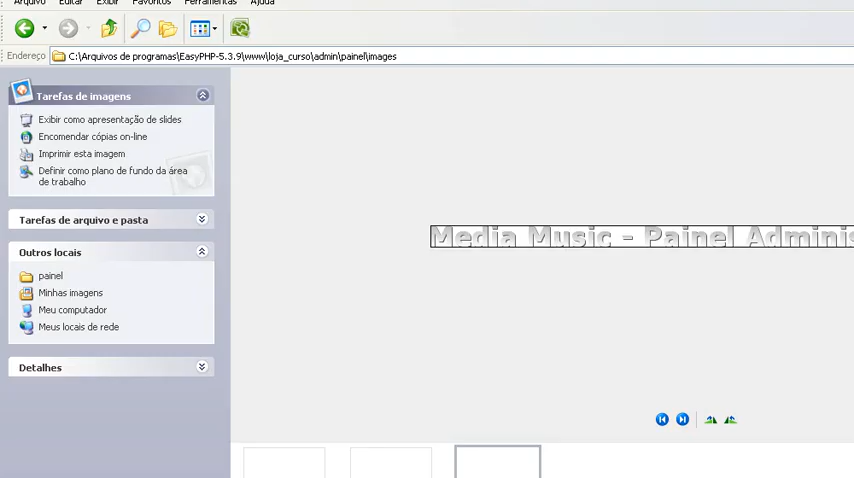 Arquivo Editar Exibir Favoritos Ferramentas Ajuda
Endereço C:\Arquivos de programas\EasyPHP-5.3.9\www\loja_curso\admin\painel\images
Tarefas de imagens
Exibir como apresentação de slides
Encomendar cópias on-line
Imprimir esta imagem
Definir como plano de fundo da área
de trabalho
Tarefas de arquivo e pasta
Outros locais
painel
Minhas imagens
Meu computador
Meus locais de rede
Detalhes
Media Music - Painel Adminis